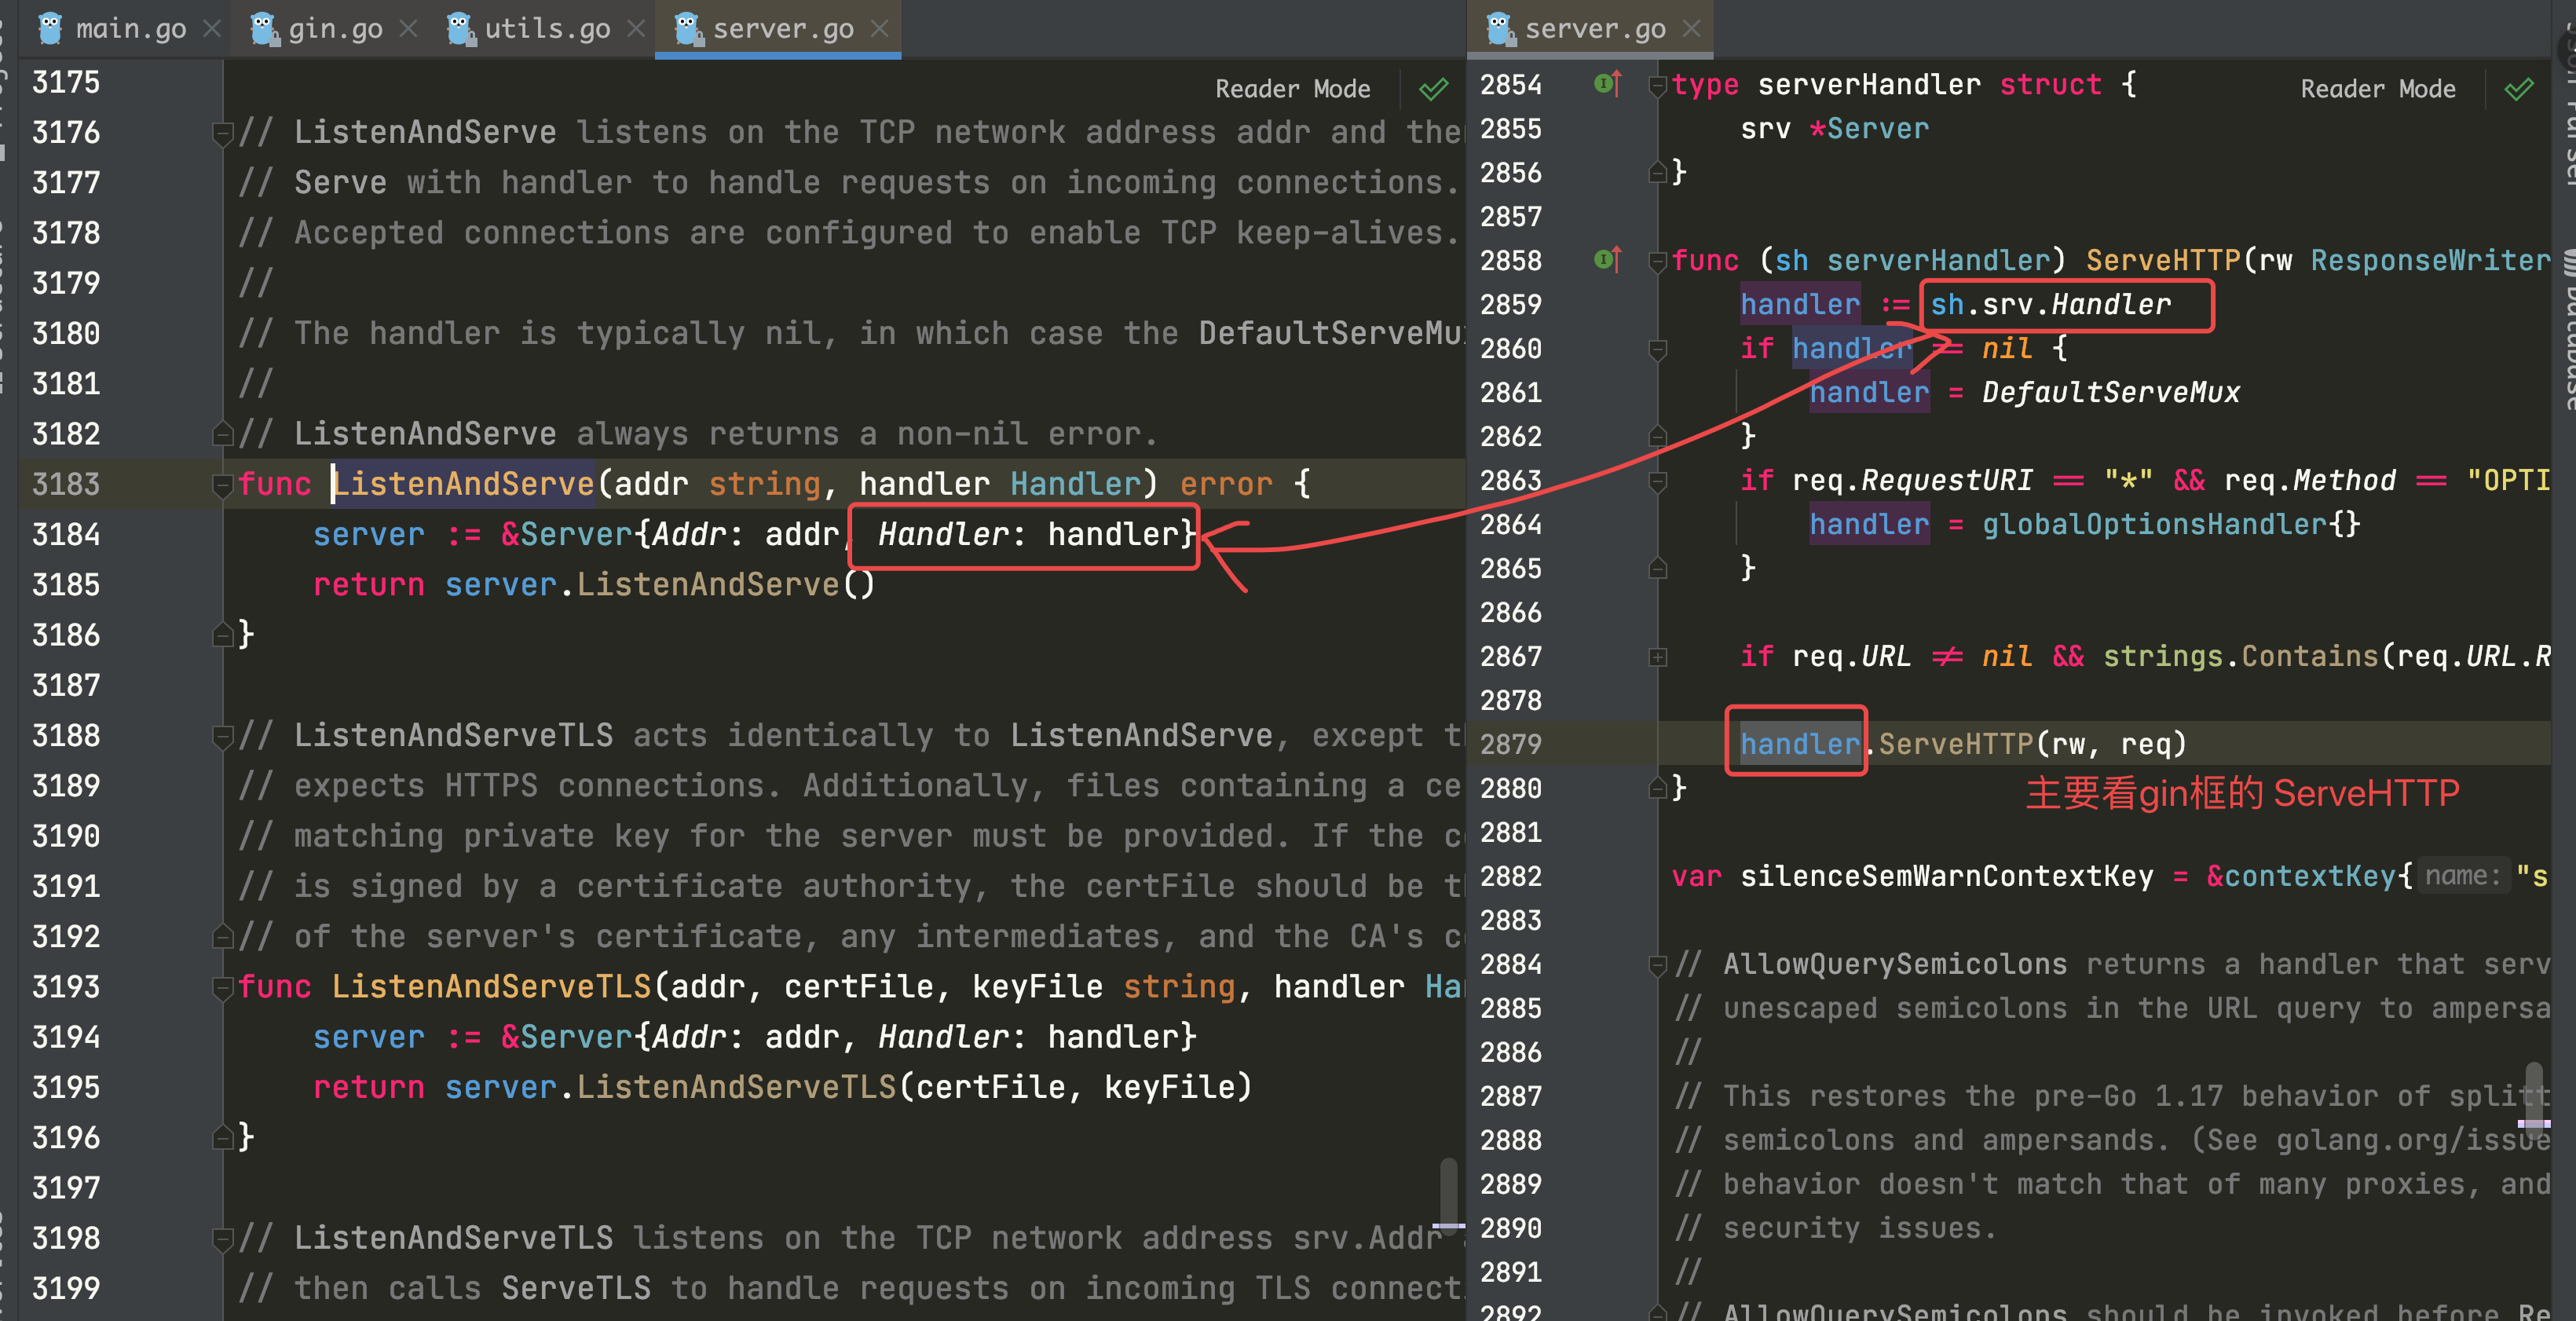 main.go
gin.go
utils.go
server.go
Reader Mode
3175
3176 // ListenAndServe listens on the TCP network address addr and then
3177 // Serve with handler to handle requests on incoming connections.
3178 // Accepted connections are configured to enable TCP keep-alives.
3179 //
3180 // The handler is typically nil, in which case the DefaultServeMu
3181 //
3182 // ListenAndServe always returns a non-nil error.
3183 func ListenAndServe(addr string, handler Handler) error {
3184 server := &Server{Addr: addr, Handler: handler}
3185 return server.ListenAndServe()
3186 }
3187
3188 // ListenAndServeTLS acts identically to ListenAndServe, except t
3189 // expects HTTPS connections. Additionally, files containing a ce
3190 // matching private key for the server must be provided. If the c
3191 // is signed by a certificate authority, the certFile should be t
3192 // of the server's certificate, any intermediates, and the CA's c
3193 func ListenAndServeTLS(addr, certFile, keyFile string, handler Ha
3194 server := &Server{Addr: addr, Handler: handler}
3195 return server.ListenAndServeTLS(certFile, keyFile)
3196 }
3197
3198 // ListenAndServeTLS listens on the TCP network address srv.Addr
3199 // then calls ServeTLS to handle requests on incoming TLS connect
server.go
Reader Mode
2854 type serverHandler struct {
2855 srv *Server
2856 }
2857
2858 func (sh serverHandler) ServeHTTP(rw ResponseWriter
2859 handler := sh.srv.Handler
2860 if handler == nil {
2861 handler = DefaultServeMux
2862 }
2863 if req.RequestURI == "*" && req.Method == "OPTI
2864 handler = globalOptionsHandler{}
2865 }
2866
2867 if req.URL != nil && strings.Contains(req.URL.R
2878
2879 handler.ServeHTTP(rw, req)
2880 }
主要看gin框的 ServeHTTP
2881
2882 var silenceSemWarnContextKey = &contextKey{ name: "s
2883
2884 // AllowQuerySemicolons returns a handler that serv
2885 // unescaped semicolons in the URL query to ampersa
2886 //
2887 // This restores the pre-Go 1.17 behavior of splitt
2888 // semicolons and ampersands. (See golang.org/issue
2889 // behavior doesn't match that of many proxies, and
2890 // security issues.
2891 //
2892 // AllowQuerySemicolons should be invoked before Re
Database